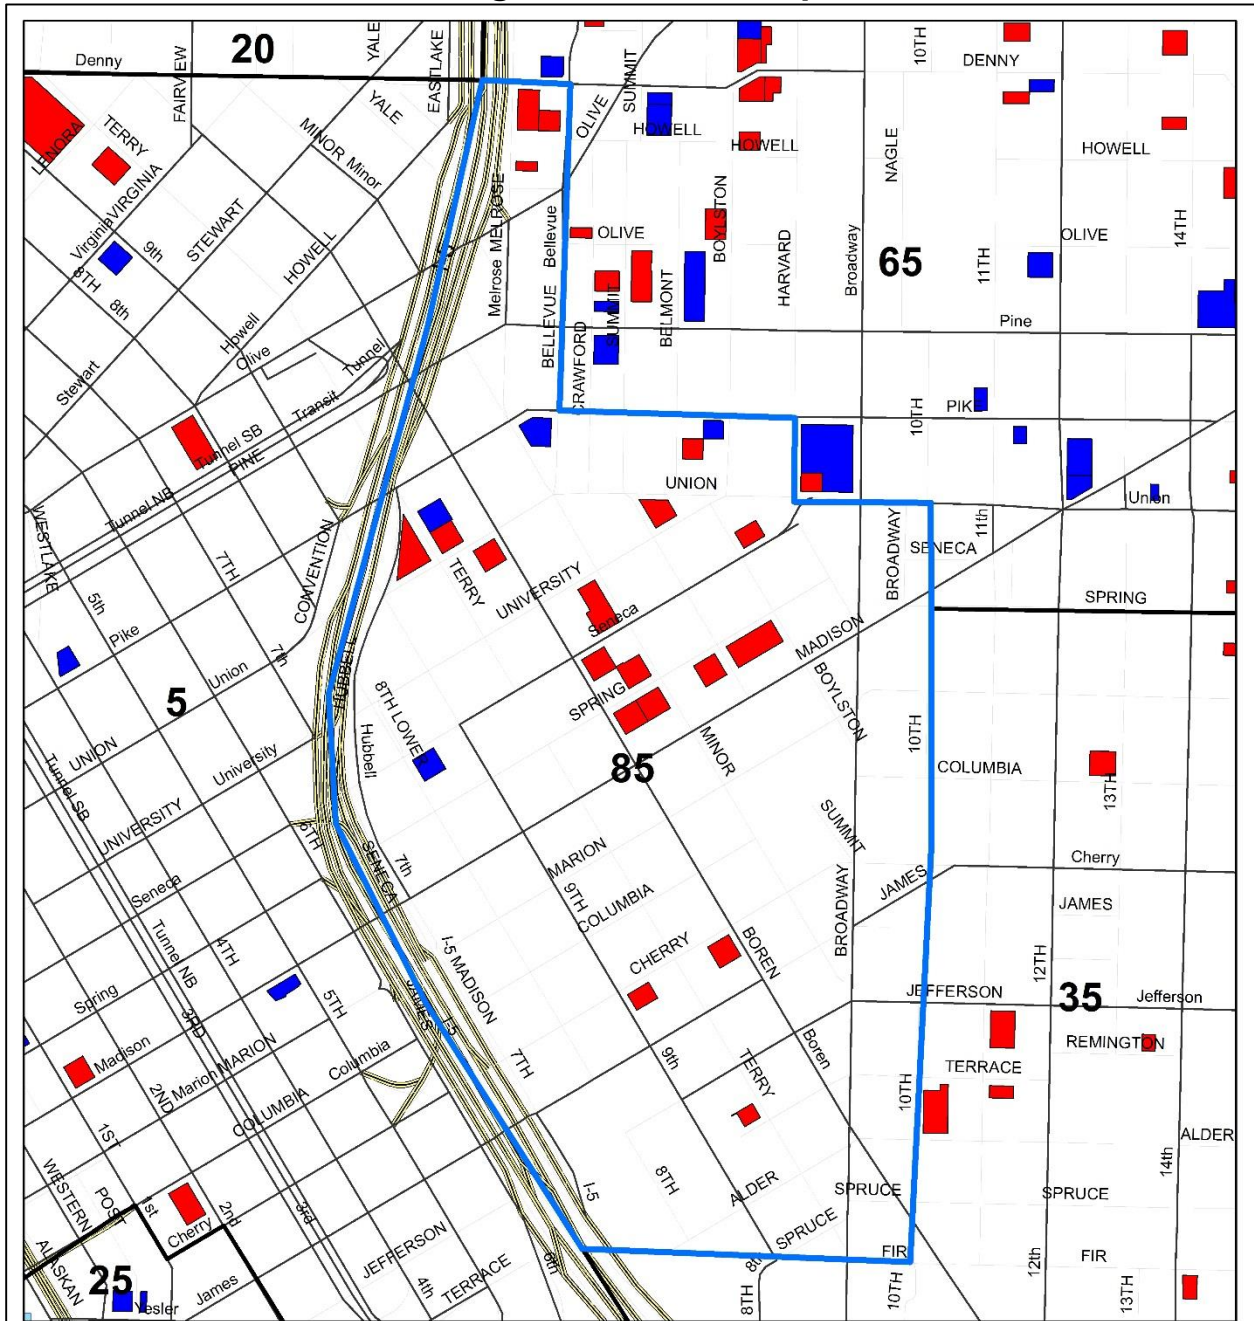 20
Denny
FAIRVIEW
YALE
EASTLAKE
SUMMIT
10TH
DENNY
YALE
OLIVE
LENORA
TERRY
MINOR
Minor
HOWELL
HOWELL
NAGLE
HOWELL
Virginia
VIRGINIA
STEWART
9th
8TH
8th
HOWELL
Melrose
MELROSE
Bellevue
OLIVE
BOYLSTON
HARVARD
Broadway
65
11TH
OLIVE
14TH
Stewart
Howell
Olive
Tunnel
Transit
BELLEVUE
SUMMIT
BELMONT
Pine
CRAWFORD
10TH
PIKE
Tunnel SB
PINE
Tunnel NB
UNION
Union
WESTLAKE
7TH
CONVENTION
BROADWAY
11th
SENECA
TERRY
UNIVERSITY
SPRING
5th
Pike
Seneca
Union
7th
HUBBELL
MADISON
5
8TH LOWER
SPRING
BOYLSTON
10TH
UNION
University
Hubbell
85
MINOR
COLUMBIA
13TH
Tunnel SB
UNIVERSITY
6TH
SENECA
7th
MARION
SUMMIT
Cherry
Seneca
9TH
COLUMBIA
JAMES
JAMES
Tunnel NB
4TH
I-5
MADISON
CHERRY
BOREN
BROADWAY
12TH
Spring
5TH
JAMES
I-5
JEFFERSON
35
Jefferson
3RD
Madison
MARION
Marion
Columbia
7TH
9th
TERRY
Boren
REMINGTON
TERRACE
2ND
COLUMBIA
10TH
1ST
ALDER
14th
WESTERN
POST
1st
2nd
3rd
I-5
8TH
ALDER
SPRUCE
SPRUCE
Cherry
JEFFERSON
SPRUCE
ALASKAN
25
James
4th
TERRACE
6th
8th
FIR
12th
FIR
Yesler
8TH
10TH
13TH